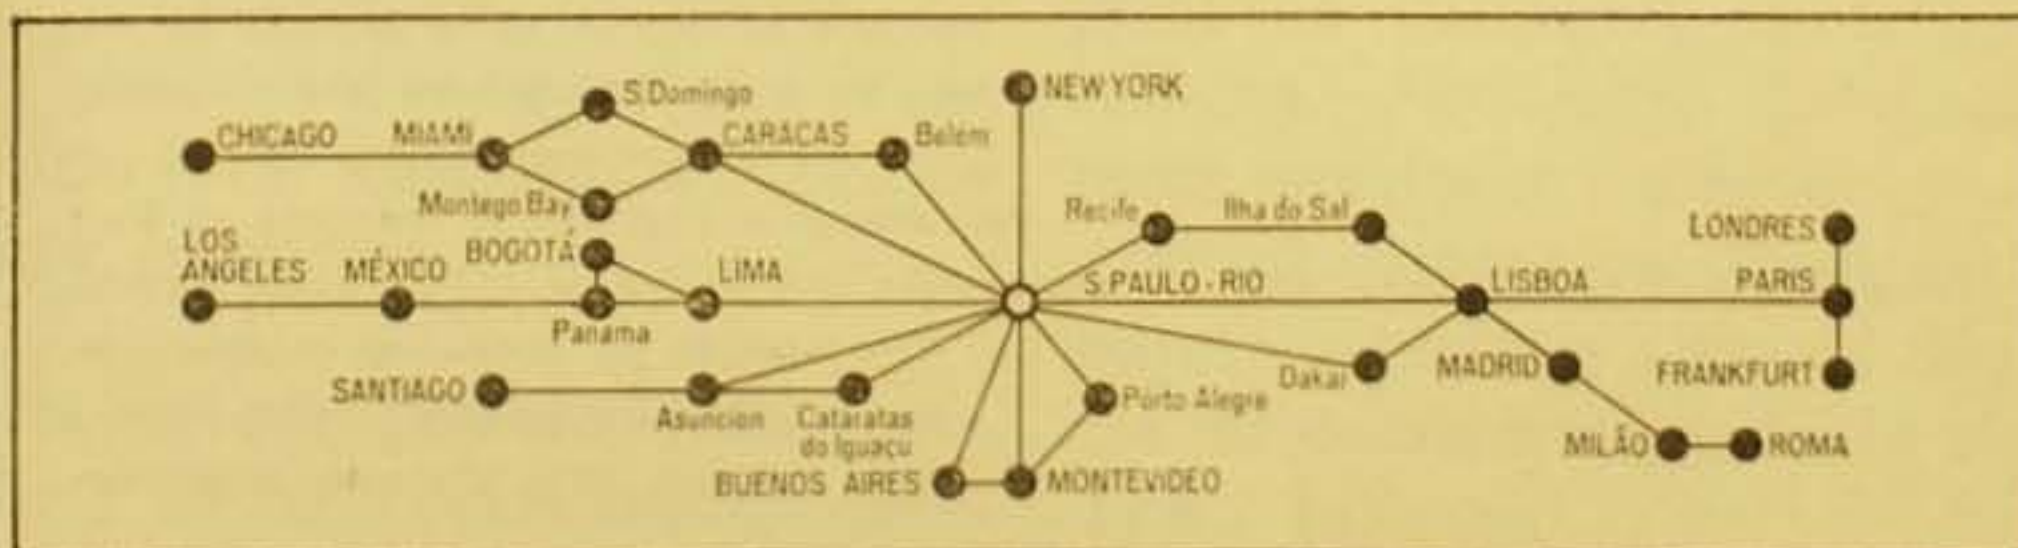 NEW YORK
S.Domingo
CHICAGO
MIAMI
CARACAS
Belém
Montego Bay
Recife
Ilha do Sal
LONDRES
LOS
ANGELES
MÉXICO
BOGOTÁ
LIMA
S.PAULO - RIO
LISBOA
PARIS
Panama
SANTIAGO
Asuncion
Cataratas
do Iguaçu
Porto Alegre
Dakar
MADRID
FRANKFURT
BUENOS AIRES
MONTEVIDEO
MILÃO
ROMA